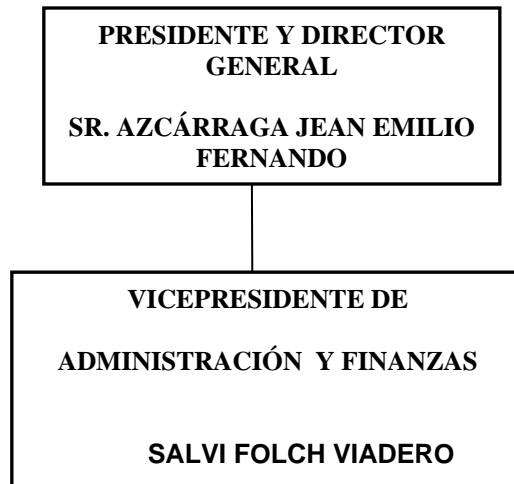 PRESIDENTE Y DIRECTOR
GENERAL
SR. AZCÁRRAGA JEAN EMILIO
FERNANDO
VICEPRESIDENTE DE
ADMINISTRACIÓN Y FINANZAS
SALVI FOLCH VIADERO